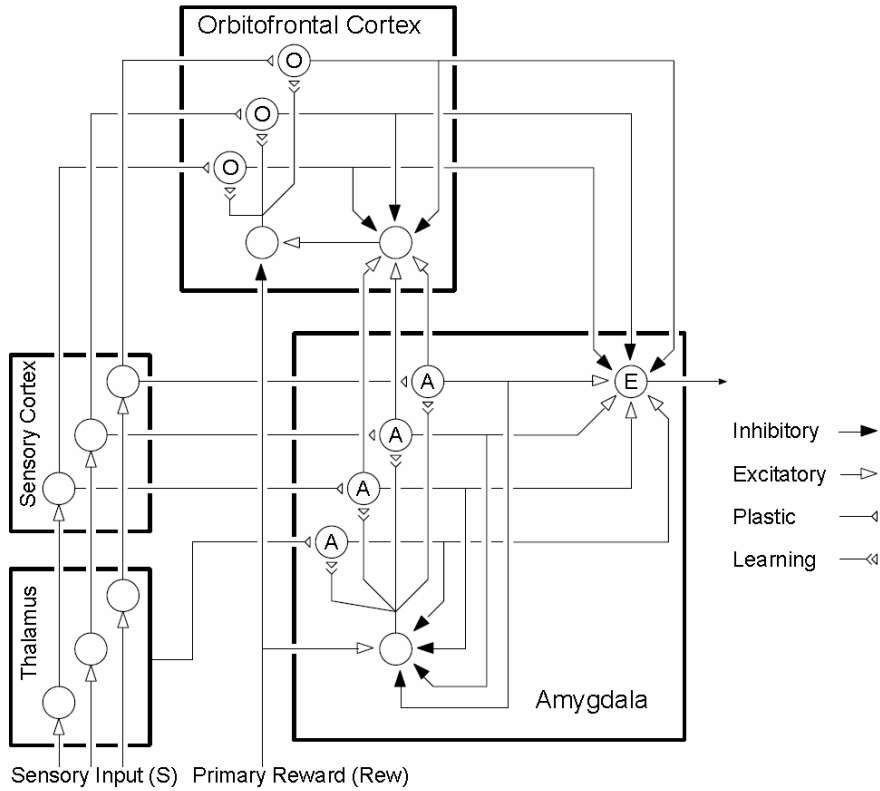 Orbitofrontal Cortex
O
O
O
Sensory Cortex
A
E
A
A
A
Inhibitory
Excitatory
Plastic
Learning
Thalamus
Amygdala
Sensory Input (S)
Primary Reward (Rew)